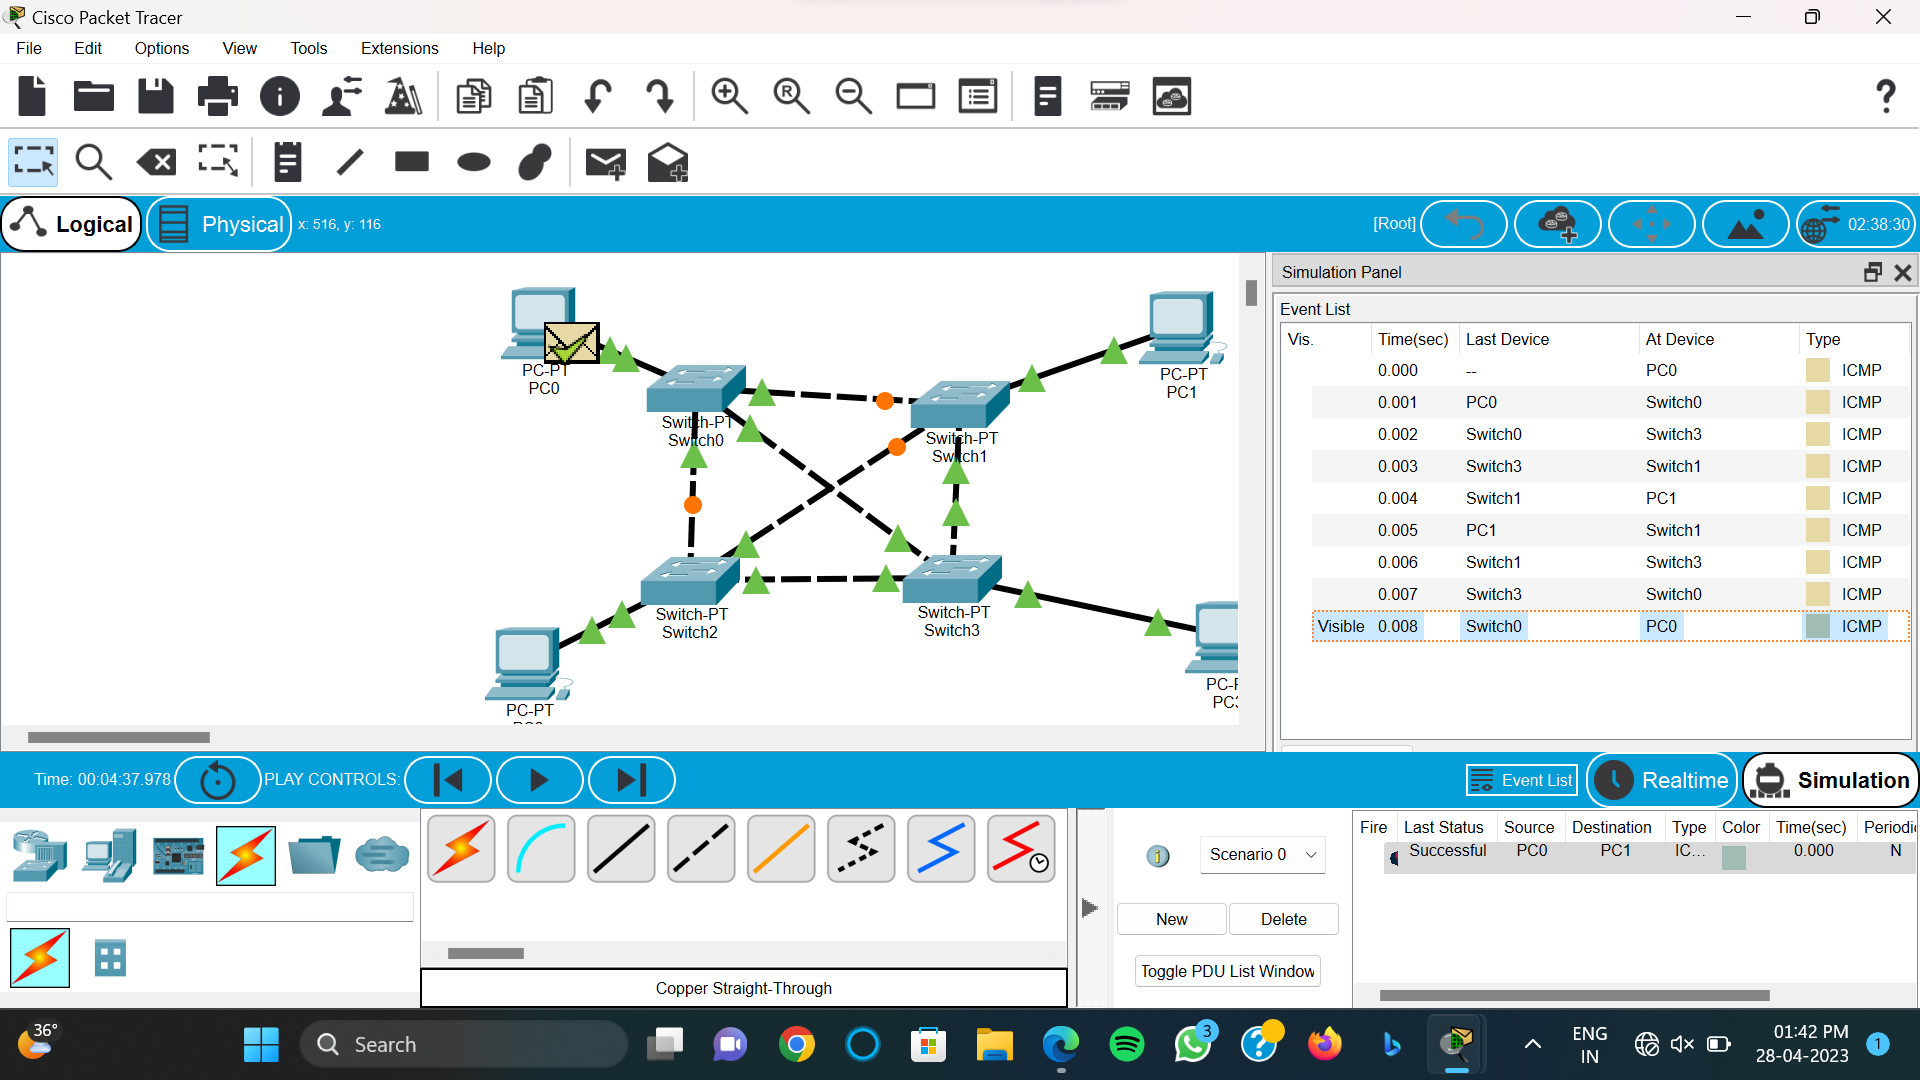 Cisco Packet Tracer
File Edit Options View Tools Extensions Help
Logical Physical x: 516, y: 116 [Root] 02:38:30
PC-PT
PC0
PC-PT
PC1
Switch-PT
Switch0
Switch-PT
Switch1
Switch-PT
Switch2
Switch-PT
Switch3
PC-PT
Simulation Panel
Event List
Vis. Time(sec) Last Device At Device Type
0.000 -- PC0 ICMP
0.001 PC0 Switch0 ICMP
0.002 Switch0 Switch3 ICMP
0.003 Switch3 Switch1 ICMP
0.004 Switch1 PC1 ICMP
0.005 PC1 Switch1 ICMP
0.006 Switch1 Switch3 ICMP
0.007 Switch3 Switch0 ICMP
Visible 0.008 Switch0 PC0 ICMP
Time: 00:04:37.978 PLAY CONTROLS: Event List Realtime Simulation
Scenario 0
New Delete
Toggle PDU List Window
Fire Last Status Source Destination Type Color Time(sec) Periodi
Successful PC0 PC1 IC... 0.000 N
Copper Straight-Through
36°
Search
3
ENG
IN
01:42 PM
28-04-2023
1